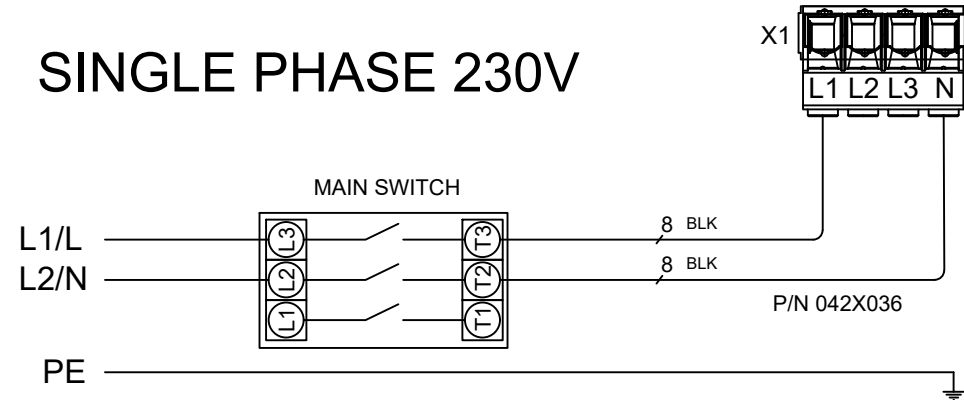 X1
SINGLE PHASE 230V
L1 L2 L3 N
MAIN SWITCH
L1/L L3 T3 8 BLK
L2/N L2 T2 8 BLK
L1 T1 P/N 042X036
PE